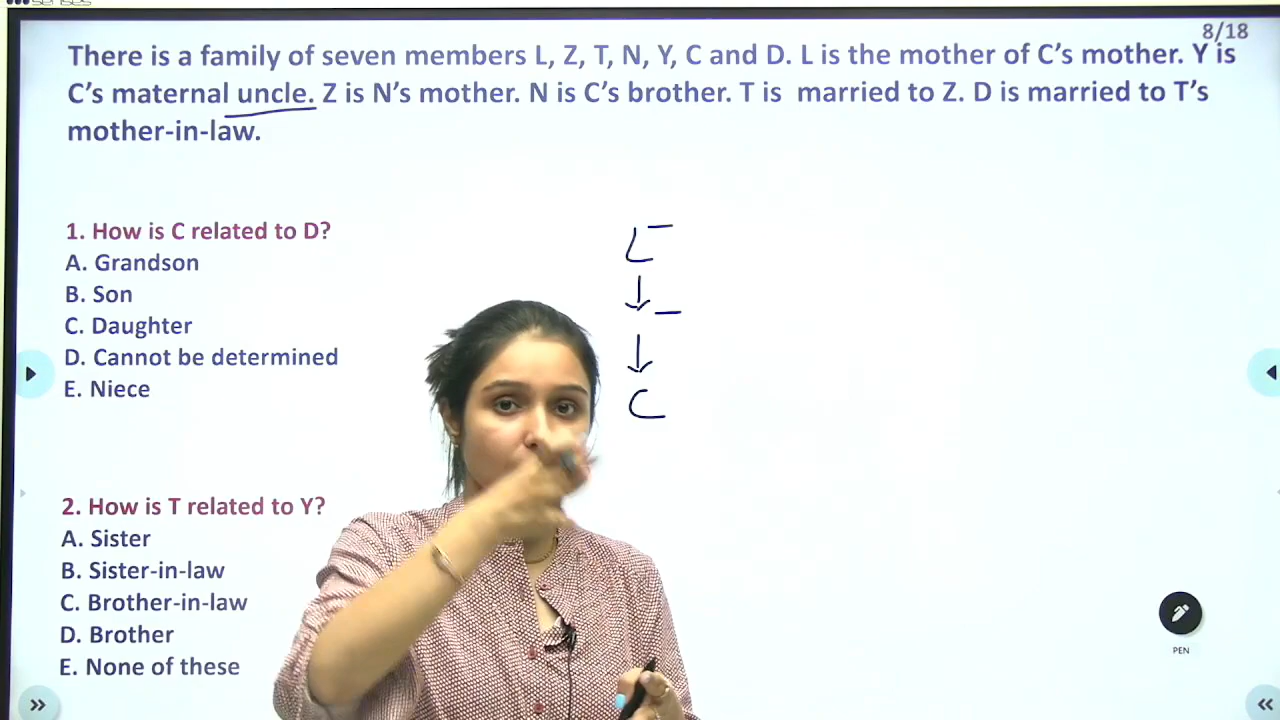 8/18
There is a family of seven members L, Z, T, N, Y, C and D. L is the mother of C's mother. Y is
C's maternal uncle. Z is N's mother. N is C's brother. T is  married to Z. D is married to T's
mother-in-law.
1. How is C related to D?
A. Grandson
B. Son
C. Daughter
D. Cannot be determined
E. Niece
L
C
2. How is T related to Y?
A. Sister
B. Sister-in-law
C. Brother-in-law
D. Brother
E. None of these
PEN